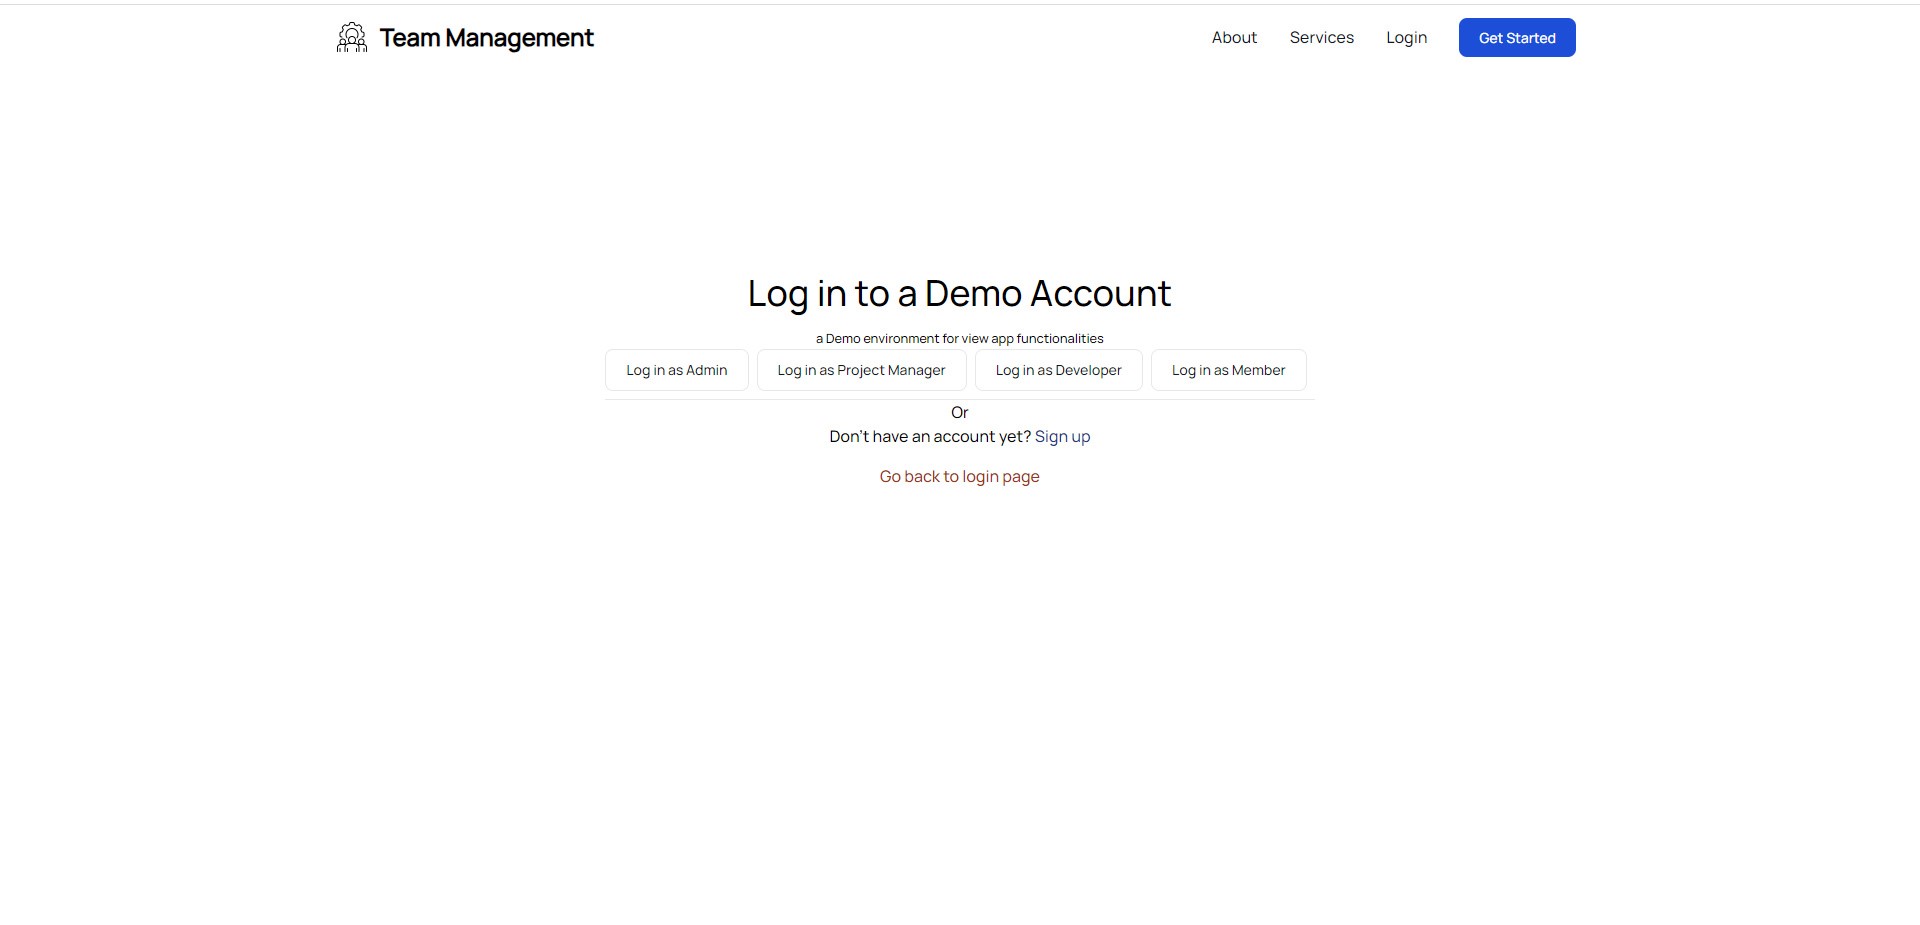 Team Management
About Services Login Get Started
Log in to a Demo Account
a Demo environment for view app functionalities
Log in as Admin Log in as Project Manager Log in as Developer Log in as Member
Or
Don't have an account yet? Sign up
Go back to login page